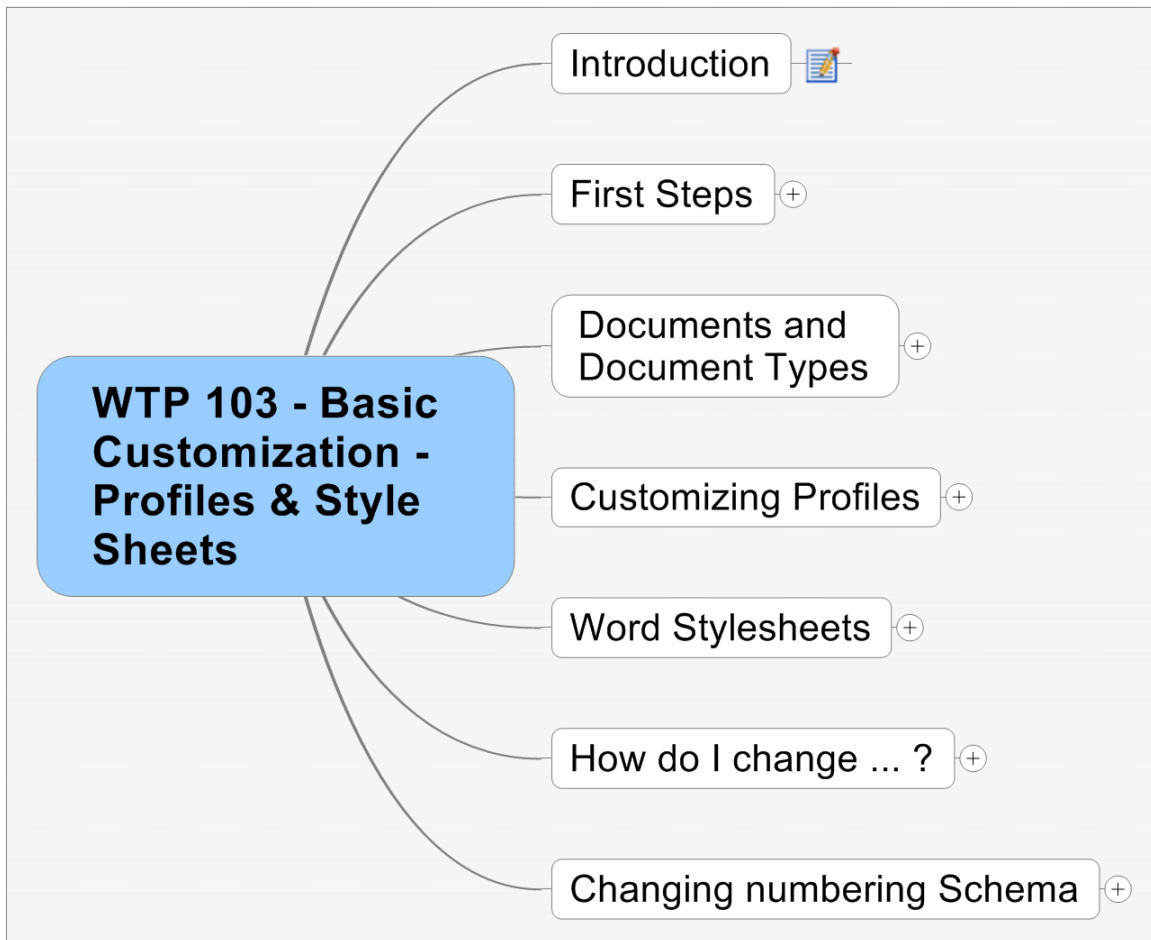 Introduction
First Steps
Documents and
Document Types
WTP 103 - Basic
Customization -
Profiles & Style
Sheets
Customizing Profiles
Word Stylesheets
How do I change ... ?
Changing numbering Schema